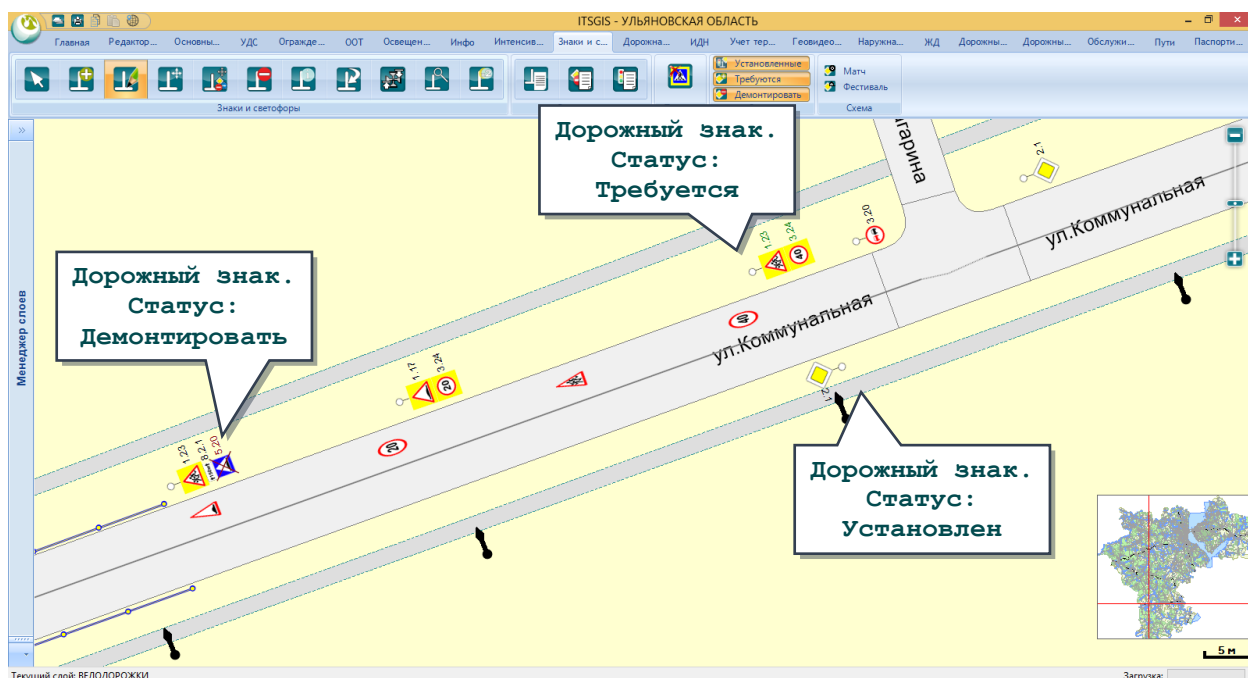 ITSGIS - УЛЬЯНОВСКАЯ ОБЛАСТЬ
Главная Редактор... Основны... УДС Огражде... ООТ Освещен... Инфо Интенсив... Знаки и с... Дорожна... ИДН Учет тер... Геовидео... Наружна... ЖД Дорожны... Дорожны... Обслужи... Пути Паспорти...
Установленные
Требуются
Демонтировать
Матч
Фестиваль
Знаки и светофоры
Схема
Дорожный знак.
Статус:
Требуется
Дорожный знак.
Статус:
Демонтировать
Дорожный знак.
Статус:
Установлен
Менеджер слоев
агарина
2.1
3.20
ул.Коммунальная
1.23 3.24
40
40
ул.Коммунальная
1.17 3.24
20
2.1
20
1.23 8.2.1 5.20
5 м
Текущий слой: ВЕЛОДОРОЖКИ
Загрузка: